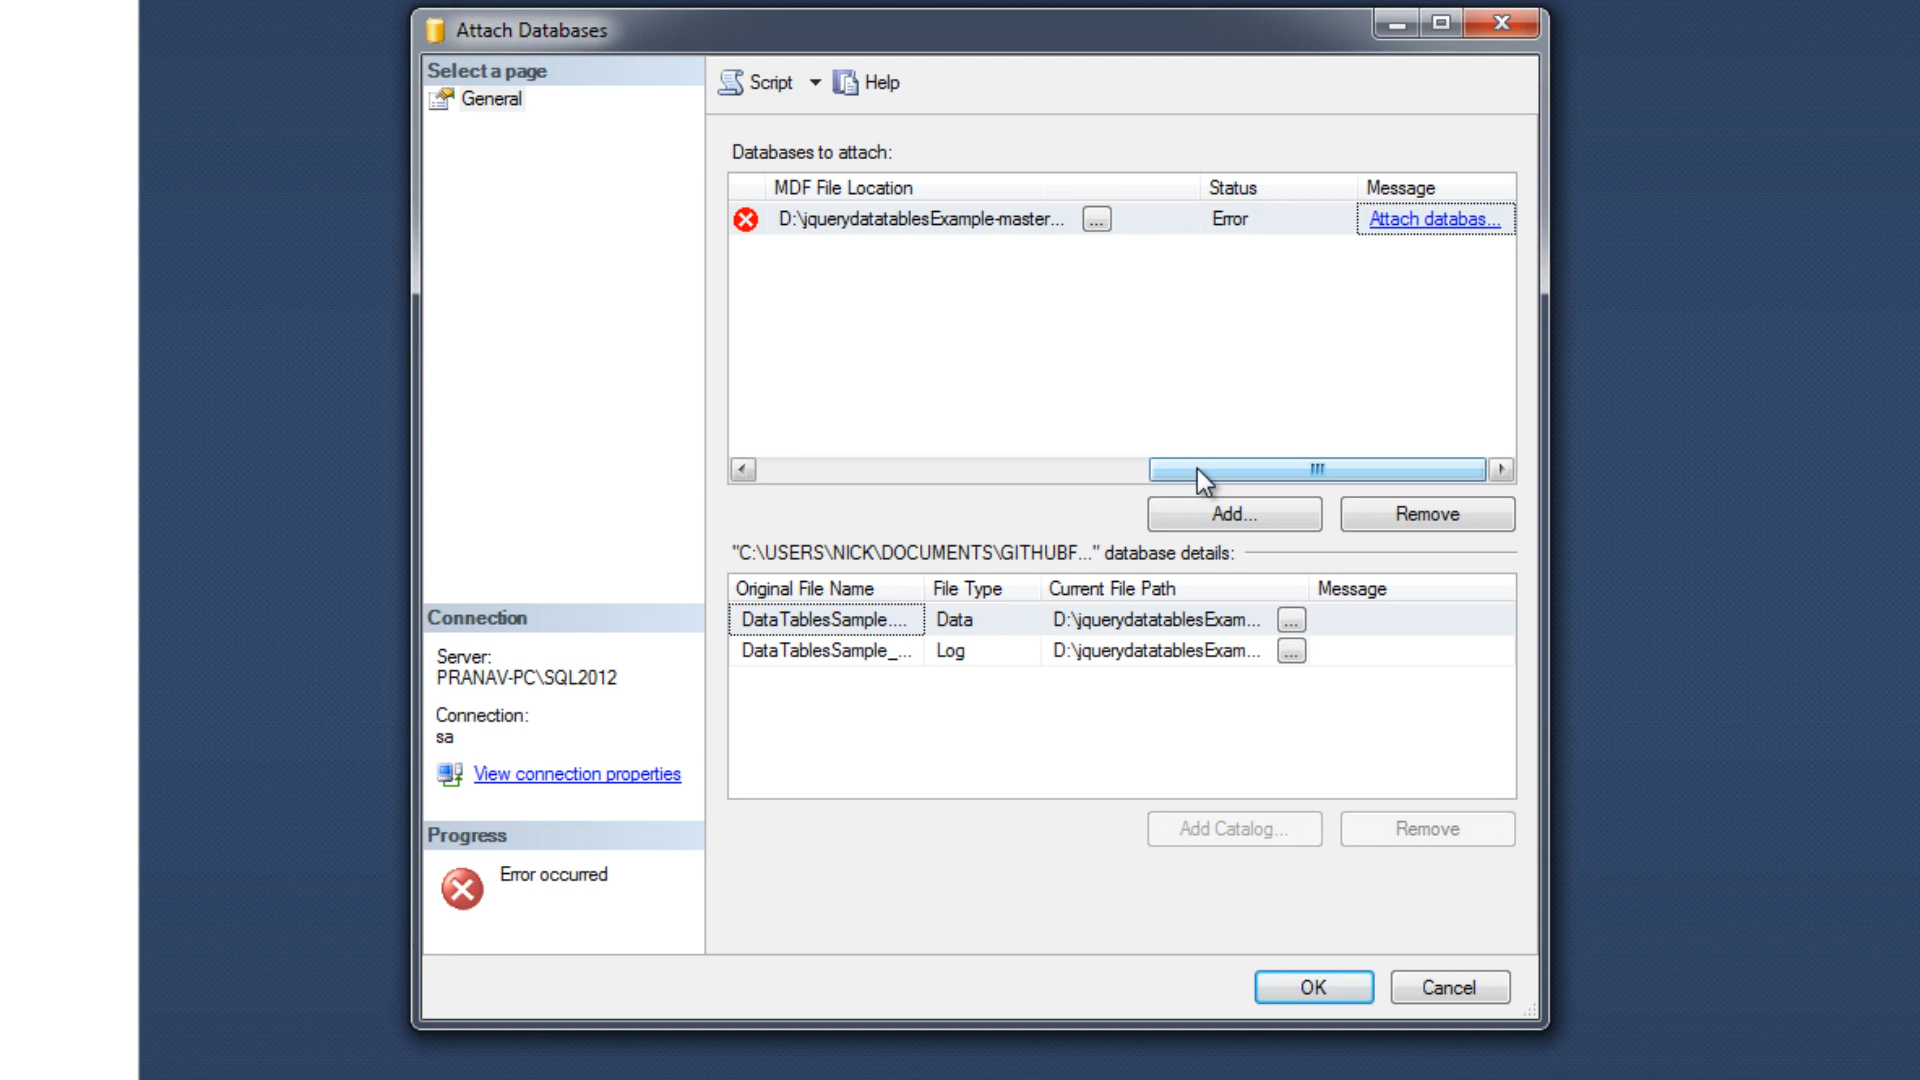 Attach Databases
Select a page
General
Script Help
Databases to attach:
MDF File Location Status Message
D:\jquerydatatablesExample-master... ... Error Attach databas...
Add... Remove
"C:\USERS\NICK\DOCUMENTS\GITHUBF..." database details:
Original File Name File Type Current File Path Message
DataTablesSample.... Data D:\jquerydatatablesExam... ...
DataTablesSample_... Log D:\jquerydatatablesExam... ...
Add Catalog... Remove
Connection
Server:
PRANAV-PC\SQL2012
Connection:
sa
View connection properties
Progress
Error occurred
OK Cancel